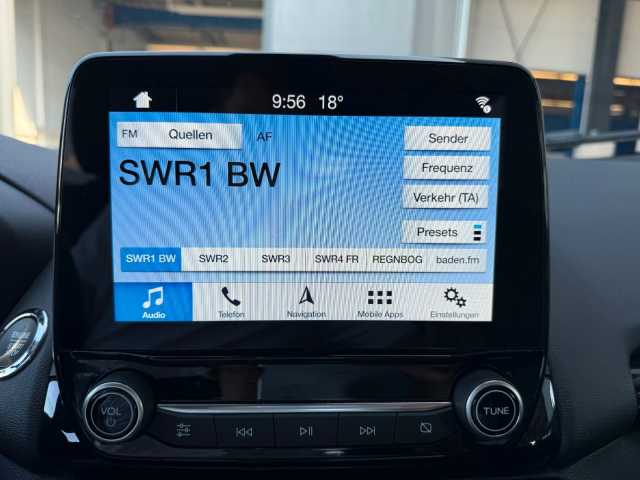 9:56 18°
FM Quellen AF
Sender
SWR1 BW
Frequenz
Verkehr (TA)
Presets
SWR1 BW SWR2 SWR3 SWR4 FR REGNBOG baden.fm
Audio Telefon Navigation Mobile Apps Einstellungen
VOL
TUNE